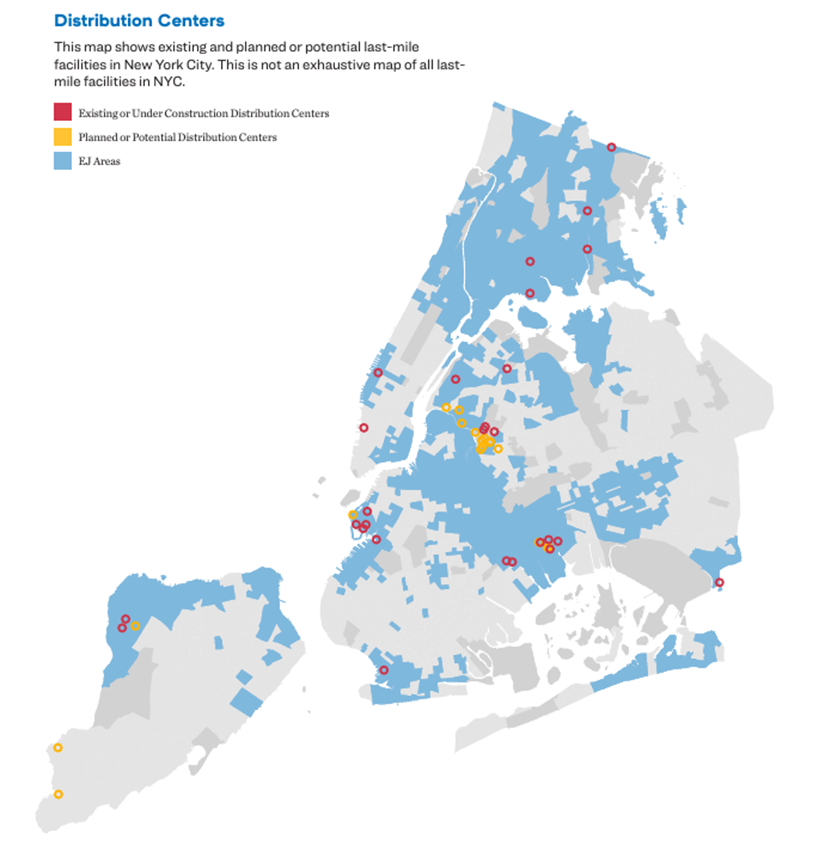 Distribution Centers
This map shows existing and planned or potential last-mile
facilities in New York City. This is not an exhaustive map of all last-
mile facilities in NYC.
Existing or Under Construction Distribution Centers
Planned or Potential Distribution Centers
EJ Areas